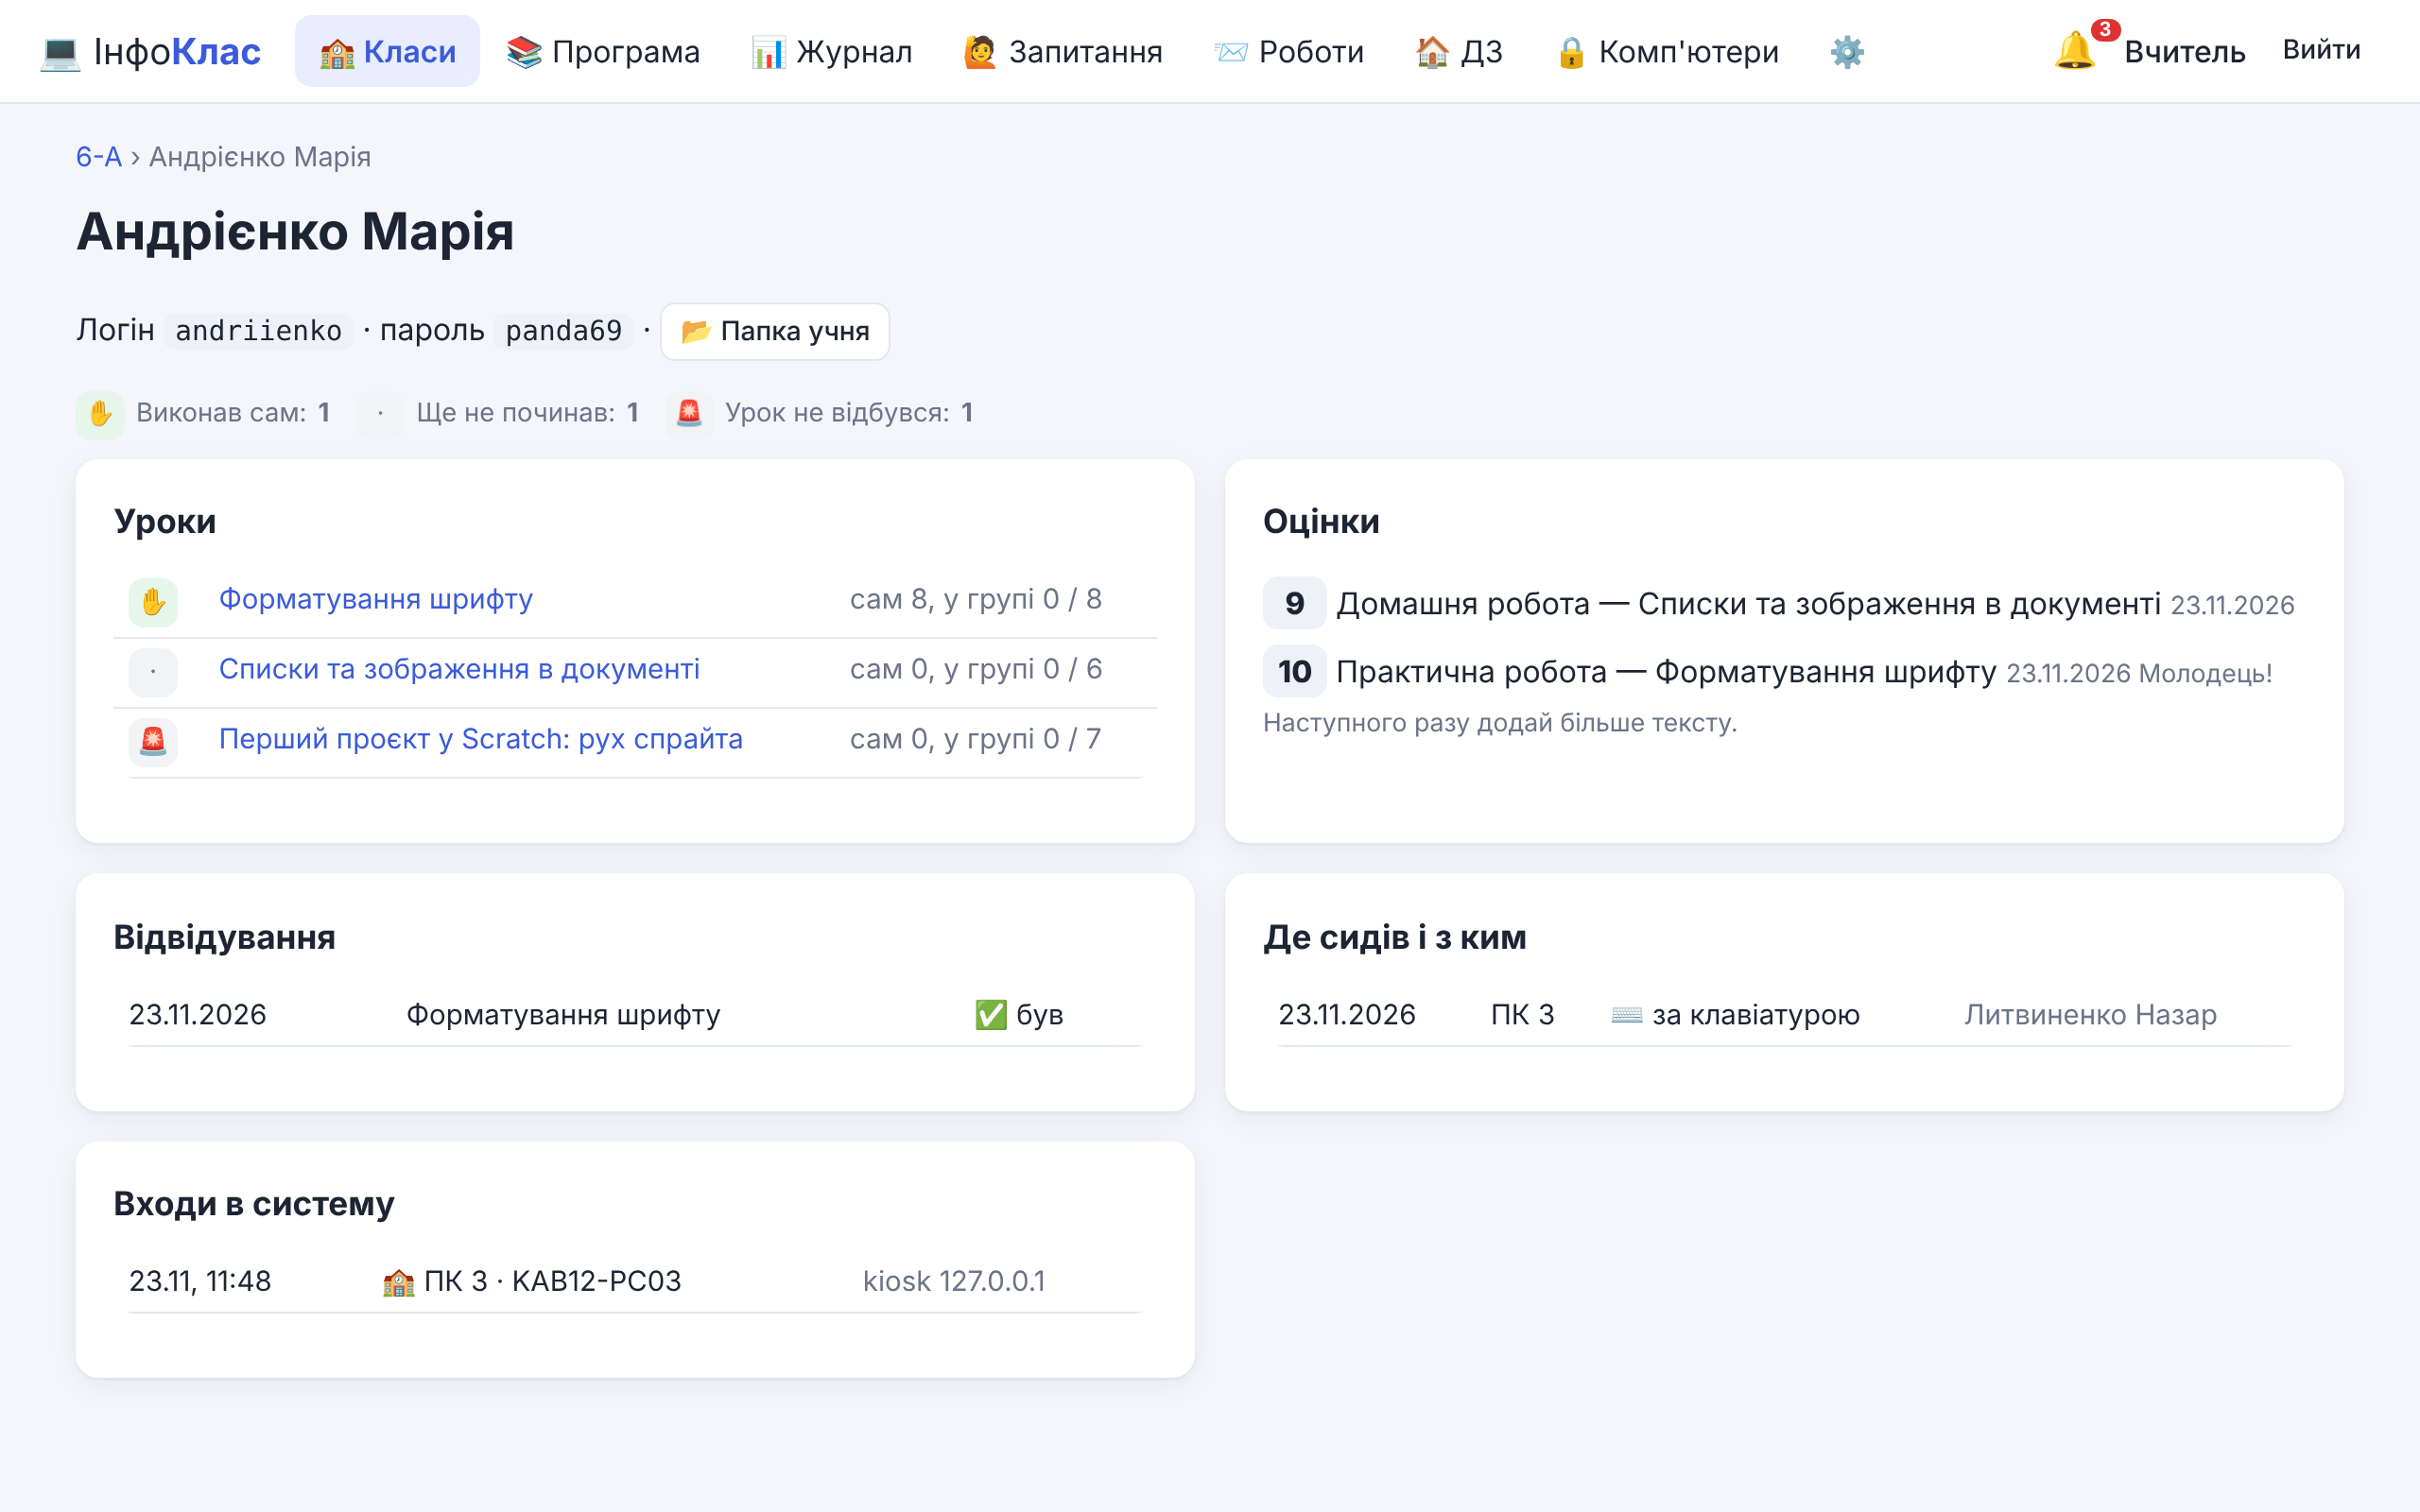 ІнфоКлас Класи Програма Журнал Запитання Роботи ДЗ Комп'ютери 3 Вчитель Вийти
6-А › Андрієнко Марія
Андрієнко Марія
Логін andriienko · пароль panda69 · Папка учня
Виконав сам: 1 · Ще не починав: 1 Урок не відбувся: 1
Уроки
Форматування шрифту сам 8, у групі 0 / 8
· Списки та зображення в документі сам 0, у групі 0 / 6
Перший проєкт у Scratch: рух спрайта сам 0, у групі 0 / 7
Оцінки
9 Домашня робота — Списки та зображення в документі 23.11.2026
10 Практична робота — Форматування шрифту 23.11.2026 Молодець!
Наступного разу додай більше тексту.
Відвідування
23.11.2026 Форматування шрифту був
Де сидів і з ким
23.11.2026 ПК 3 за клавіатурою Литвиненко Назар
Входи в систему
23.11, 11:48 ПК 3 · KAB12-PC03 kiosk 127.0.0.1